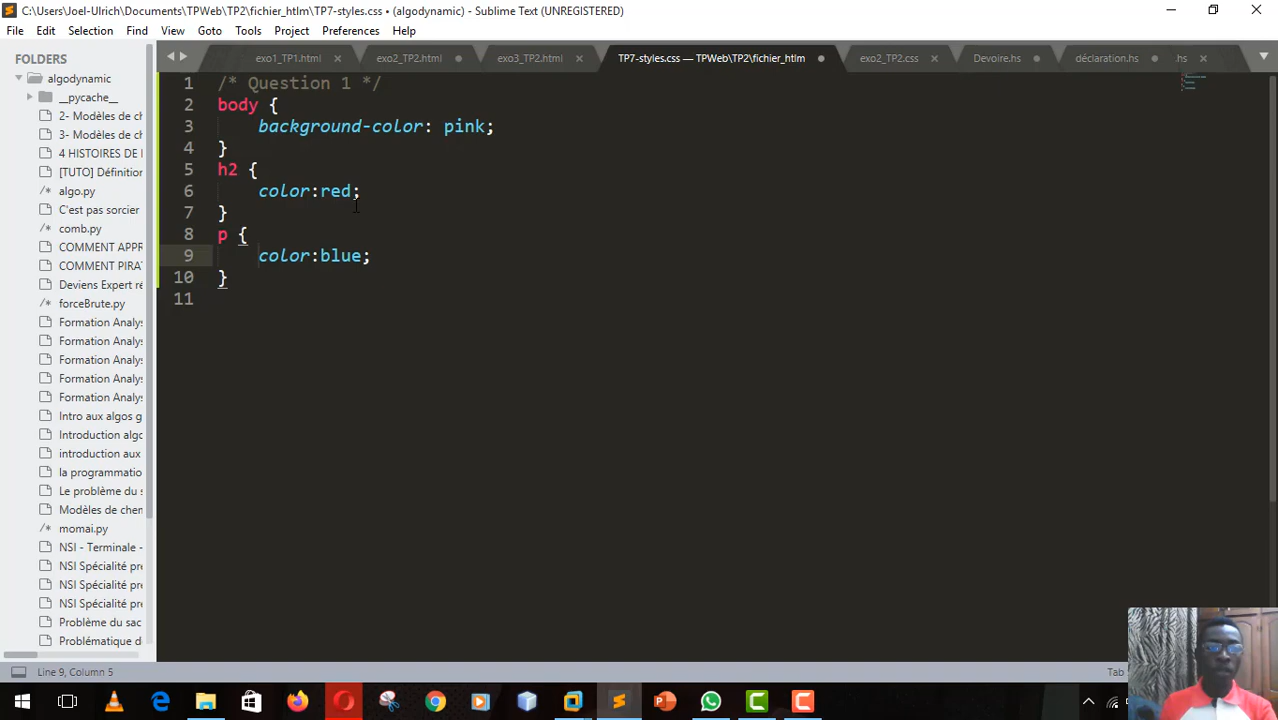 C:\Users\Joel-Ulrich\Documents\TPWeb\TP2\fichier_htlm\TP7-styles.css • (algodynamic) - Sublime Text (UNREGISTERED)
File Edit Selection Find View Goto Tools Project Preferences Help
FOLDERS
algodynamic
__pycache__
2- Modèles de c
3- Modèles de c
4 HISTOIRES DE
[TUTO] Définition
algo.py
C'est pas sorcier
comb.py
COMMENT APPR
COMMENT PIRA
Deviens Expert ré
forceBrute.py
Formation Analy
Formation Analy
Formation Analy
Formation Analy
Formation Analy
Intro aux algos g
Introduction algo
introduction aux
la programmatio
Le problème du s
Modèles de chen
momai.py
NSI - Terminale -
NSI Spécialité pre
NSI Spécialité pre
NSI Spécialité pre
Problème du sac
Problématique d
exo1_TP1.html exo2_TP2.html exo3_TP2.html TP7-styles.css — TPWeb\TP2\fichier_htlm exo2_TP2.css Devoire.hs déclaration.hs .hs
1 /* Question 1 */
2 body {
3 background-color: pink;
4 }
5 h2 {
6 color:red;
7 }
8 p {
9 color:blue;
10 }
11
Line 9, Column 5
Tab